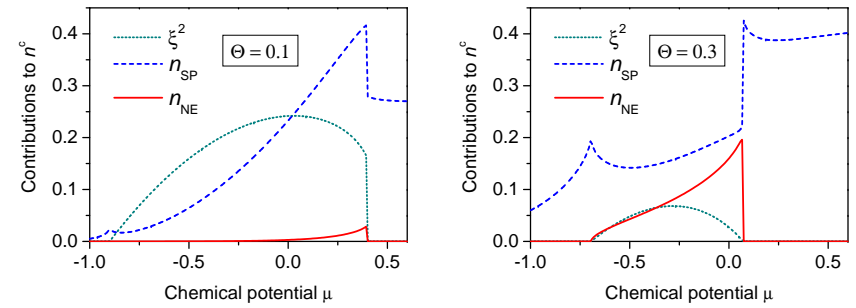 Contributions to n^c
0.4
0.3
0.2
0.1
0.0
ξ²
n_SP
n_NE
Θ = 0.1
-1.0
-0.5
0.0
0.5
Chemical potential μ
Contributions to n^c
0.4
0.3
0.2
0.1
0.0
ξ²
n_SP
n_NE
Θ = 0.3
-1.0
-0.5
0.0
0.5
Chemical potential μ